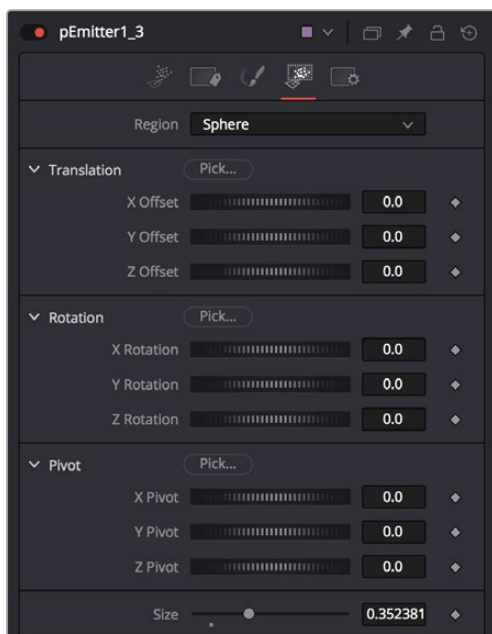 pEmitter1_3
Region Sphere
Translation Pick...
X Offset 0.0
Y Offset 0.0
Z Offset 0.0
Rotation Pick...
X Rotation 0.0
Y Rotation 0.0
Z Rotation 0.0
Pivot Pick...
X Pivot 0.0
Y Pivot 0.0
Z Pivot 0.0
Size 0.352381